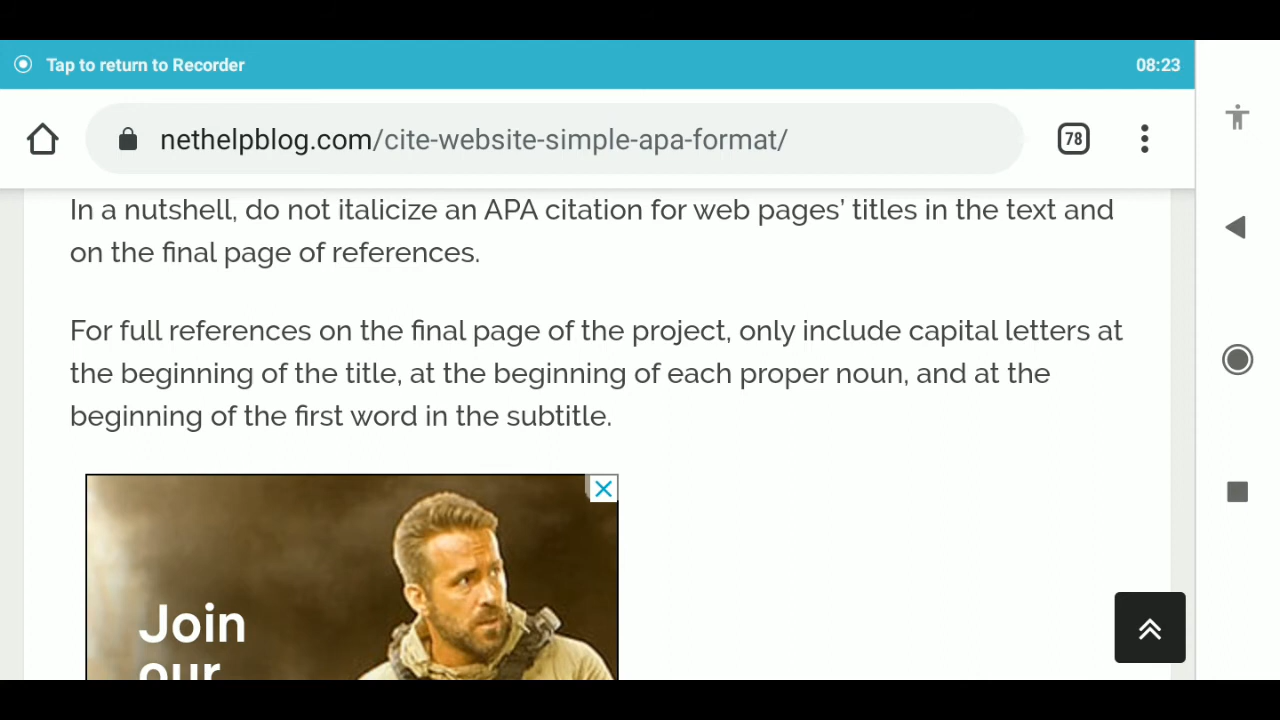 Tap to return to Recorder 08:23
nethelpblog.com/cite-website-simple-apa-format/ 78
In a nutshell, do not italicize an APA citation for web pages’ titles in the text and
on the final page of references.
For full references on the final page of the project, only include capital letters at
the beginning of the title, at the beginning of each proper noun, and at the
beginning of the first word in the subtitle.
Join
our